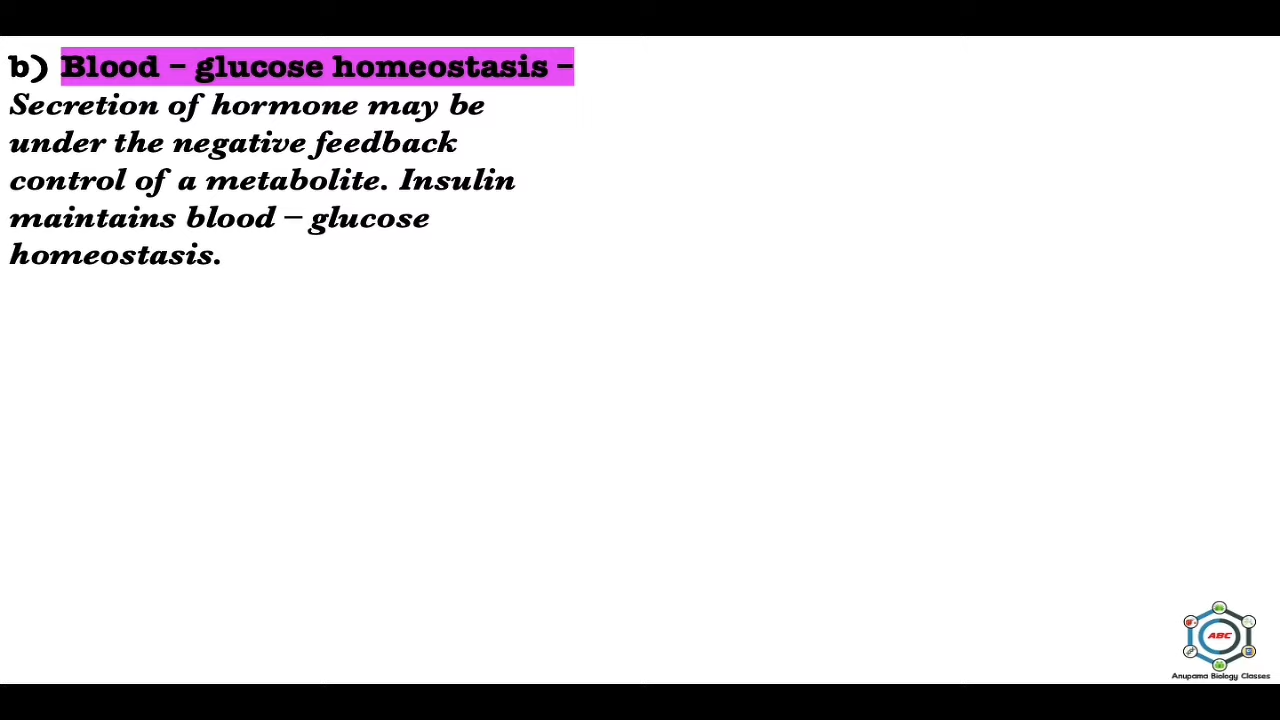 b) Blood – glucose homeostasis –
Secretion of hormone may be
under the negative feedback
control of a metabolite. Insulin
maintains blood – glucose
homeostasis.
ABC
Anupama Biology Classes